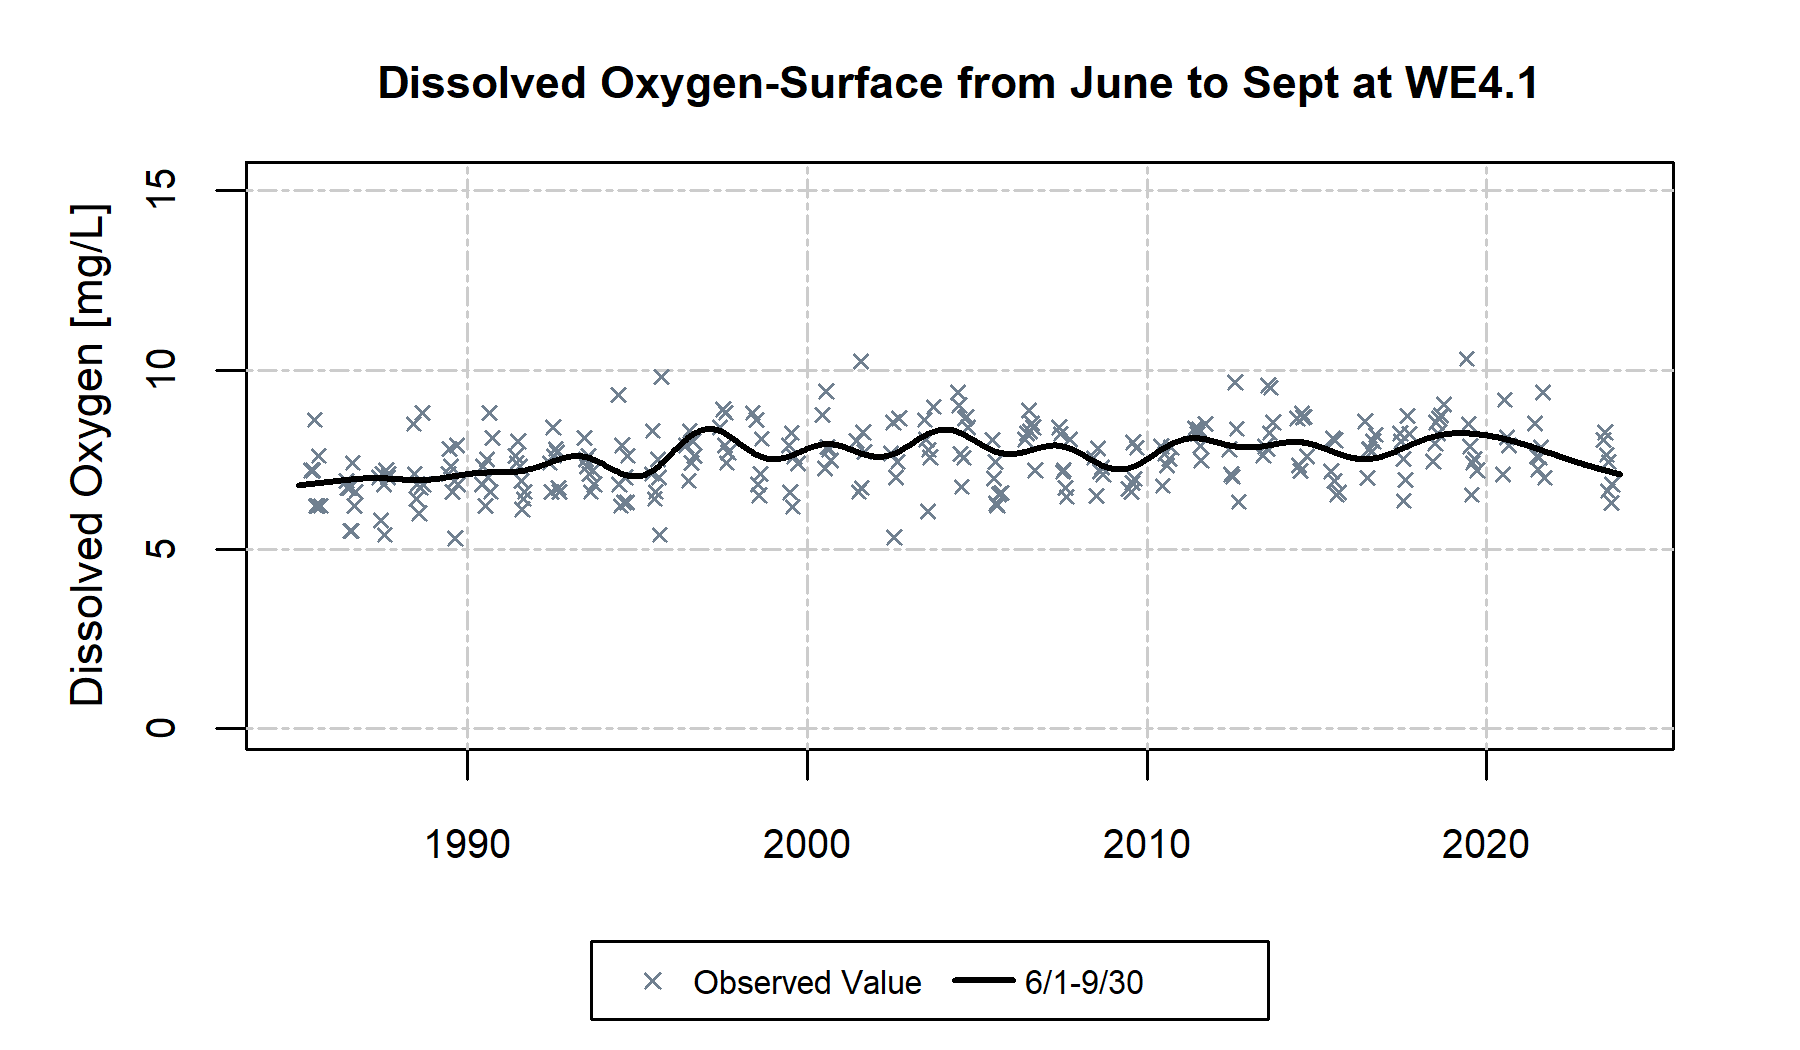 Dissolved Oxygen-Surface from June to Sept at WE4.1
Dissolved Oxygen [mg/L]
15
10
5
0
1990 2000 2010 2020
Observed Value 6/1-9/30